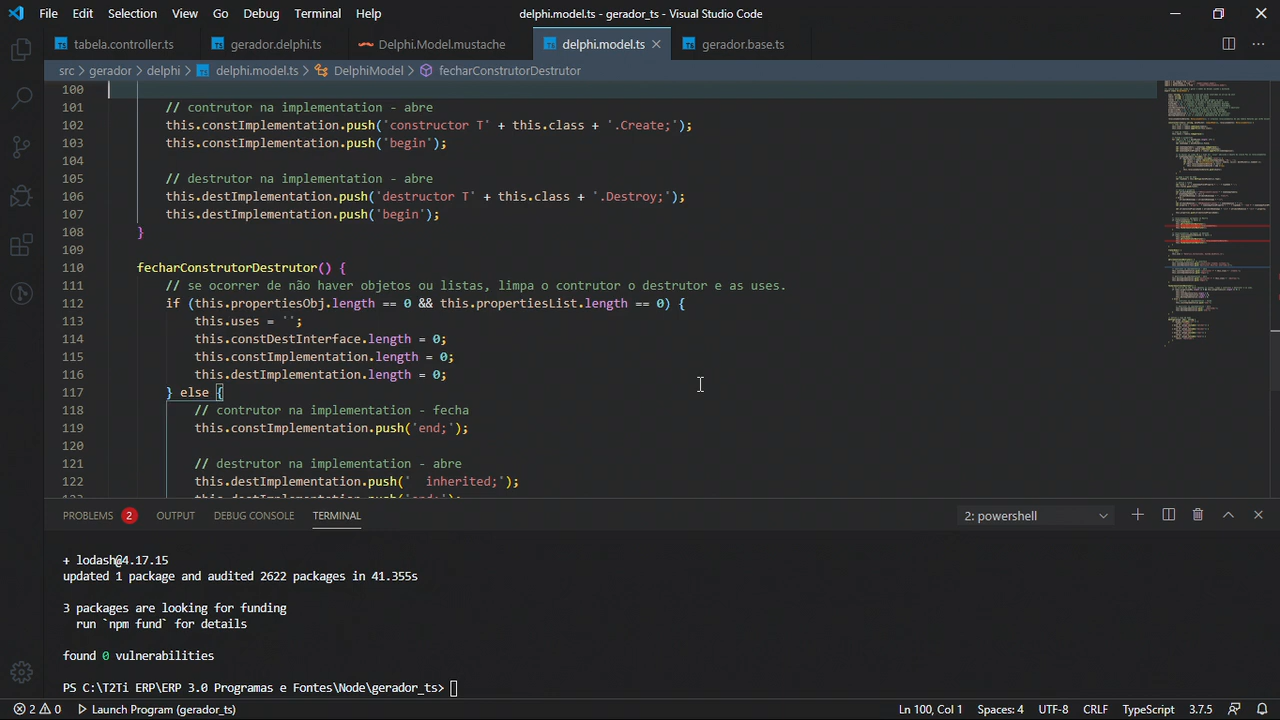 File Edit Selection View Go Debug Terminal Help delphi.model.ts - gerador_ts - Visual Studio Code
tabela.controller.ts gerador.delphi.ts Delphi.Model.mustache delphi.model.ts gerador.base.ts
src > gerador > delphi > delphi.model.ts > DelphiModel > fecharConstrutorDestrutor
100
101 // contrutor na implementation - abre
102 this.constImplementation.push('constructor T' + this.class + '.Create;');
103 this.constImplementation.push('begin');
104
105 // destrutor na implementation - abre
106 this.destImplementation.push('destructor T' + this.class + '.Destroy;');
107 this.destImplementation.push('begin');
108 }
109
110 fecharConstrutorDestrutor() {
111 // se ocorrer de não haver objetos ou listas limpa o contrutor o destrutor e as uses
112 if (this.propertiesObj.length == 0 && this.prpertiesList.length == 0) {
113 this.uses = '';
114 this.constDestInterface.length = 0;
115 this.constImplementation.length = 0;
116 this.destImplementation.length = 0;
117 } else {
118 // contrutor na implementation - fecha
119 this.constImplementation.push('end;');
120
121 // destrutor na implementation - abre
122 this.destImplementation.push('  inherited;');
123 this.destImplementation.push('end;');
PROBLEMS 2 OUTPUT DEBUG CONSOLE TERMINAL 2: powershell
+ lodash@4.17.15
updated 1 package and audited 2622 packages in 41.355s
3 packages are looking for funding
run `npm fund` for details
found 0 vulnerabilities
PS C:\T2Ti ERP\ERP 3.0 Programas e Fontes\Node\gerador_ts>
2 0 Launch Program (gerador_ts) Ln 100, Col 1 Spaces: 4 UTF-8 CRLF TypeScript 3.7.5